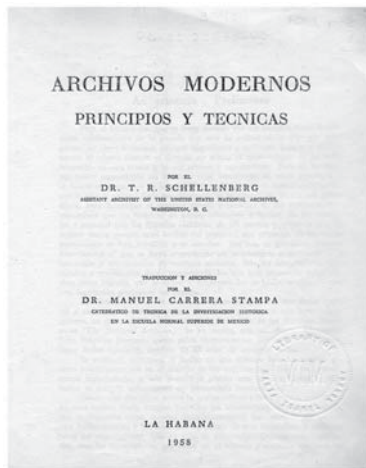 ARCHIVOS MODERNOS
PRINCIPIOS Y TECNICAS
POR EL
DR. T. R. SCHELLENBERG
ASSISTANT ARCHIVIST OF THE UNITED STATES NATIONAL ARCHIVES,
WASHINGTON, D. C.
TRADUCCION Y ADICIONES
POR EL
DR. MANUEL CARRERA STAMPA
CATEDRATICO DE TECNICA DE LA INVESTIGACION HISTORICA
EN LA ESCUELA NORMAL SUPERIOR DE MEXICO
LIBRARY OF
LA HABANA
1958